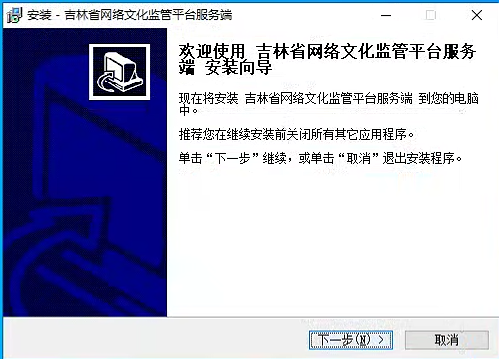 安装 - 吉林省网络文化监管平台服务端
欢迎使用 吉林省网络文化监管平台服务
端 安装向导
现在将安装 吉林省网络文化监管平台服务端 到您的电脑
中。
推荐您在继续安装前关闭所有其它应用程序。
单击“下一步”继续，或单击“取消”退出安装程序。
下一步(N) >
取消